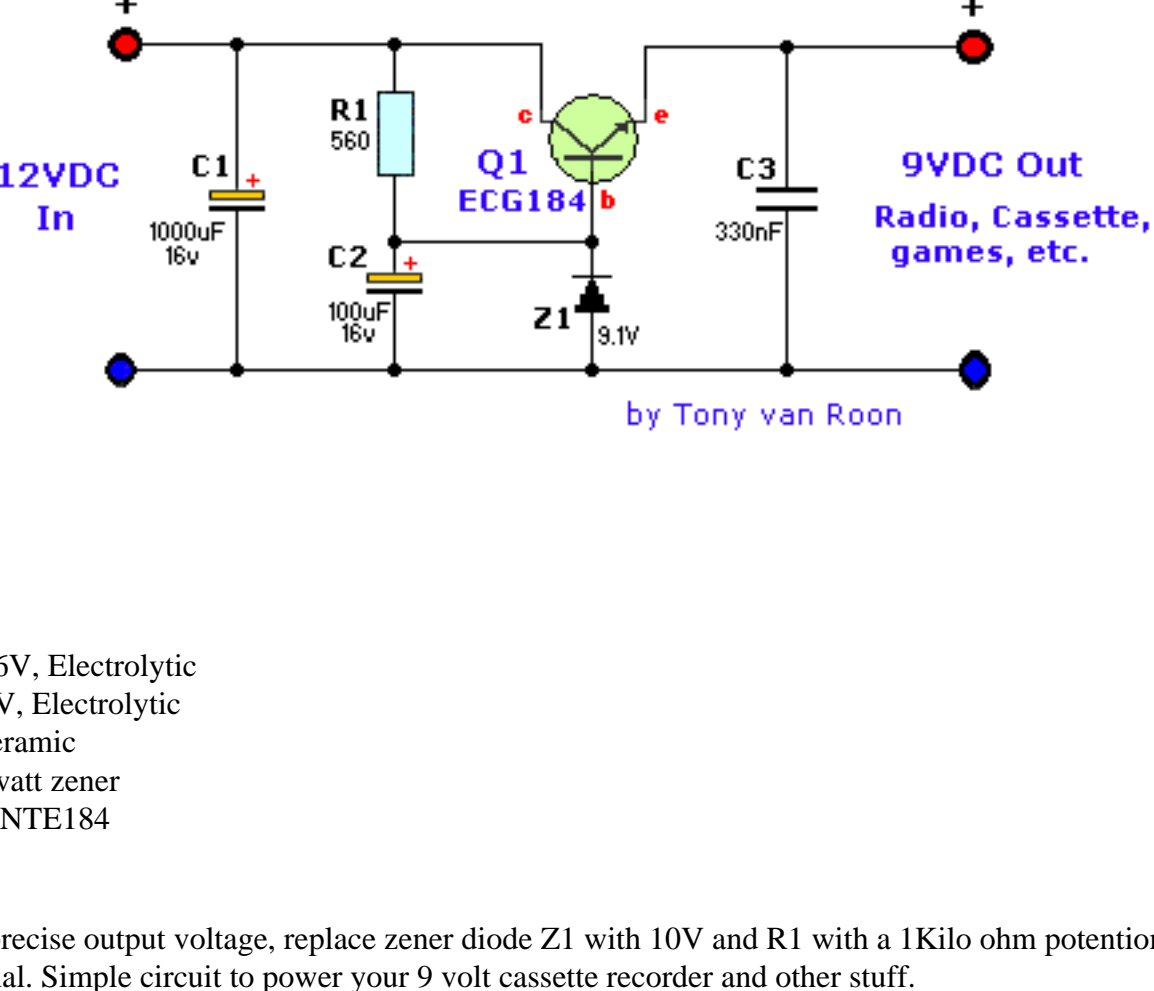 + +
R1
560
c e
C1 +
Q1
ECG184 b
C3
12VDC
In
9VDC Out
1000uF
16v
330nF
Radio, Cassette,
games, etc.
C2 +
100uF
16v
Z1
9.1V
by Tony van Roon
6V, Electrolytic
V, Electrolytic
eramic
watt zener
NTE184
precise output voltage, replace zener diode Z1 with 10V and R1 with a 1Kilo ohm potention
al. Simple circuit to power your 9 volt cassette recorder and other stuff.